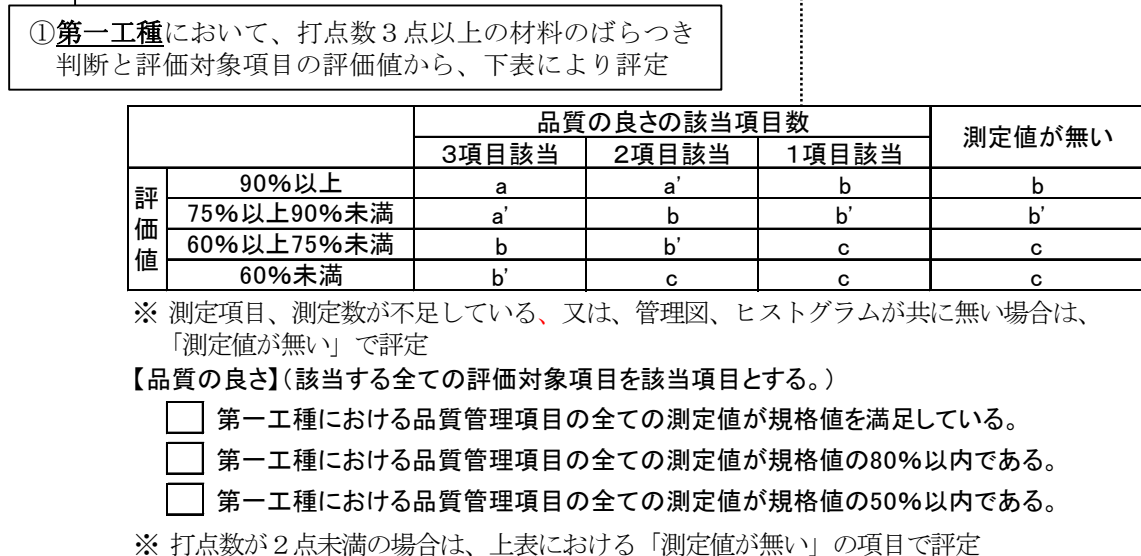 ①第一工種において、打点数３点以上の材料のばらつき
判断と評価対象項目の評価値から、下表により評定
品質の良さの該当項目数 測定値が無い
3項目該当 2項目該当 1項目該当
評価値
90%以上 a a' b b
75%以上90%未満 a' b b' b'
60%以上75%未満 b b' c c
60%未満 b' c c c
※ 測定項目、測定数が不足している、又は、管理図、ヒストグラムが共に無い場合は、
「測定値が無い」で評定
【品質の良さ】(該当する全ての評価対象項目を該当項目とする。)
第一工種における品質管理項目の全ての測定値が規格値を満足している。
第一工種における品質管理項目の全ての測定値が規格値の80%以内である。
第一工種における品質管理項目の全ての測定値が規格値の50%以内である。
※ 打点数が２点未満の場合は、上表における「測定値が無い」の項目で評定